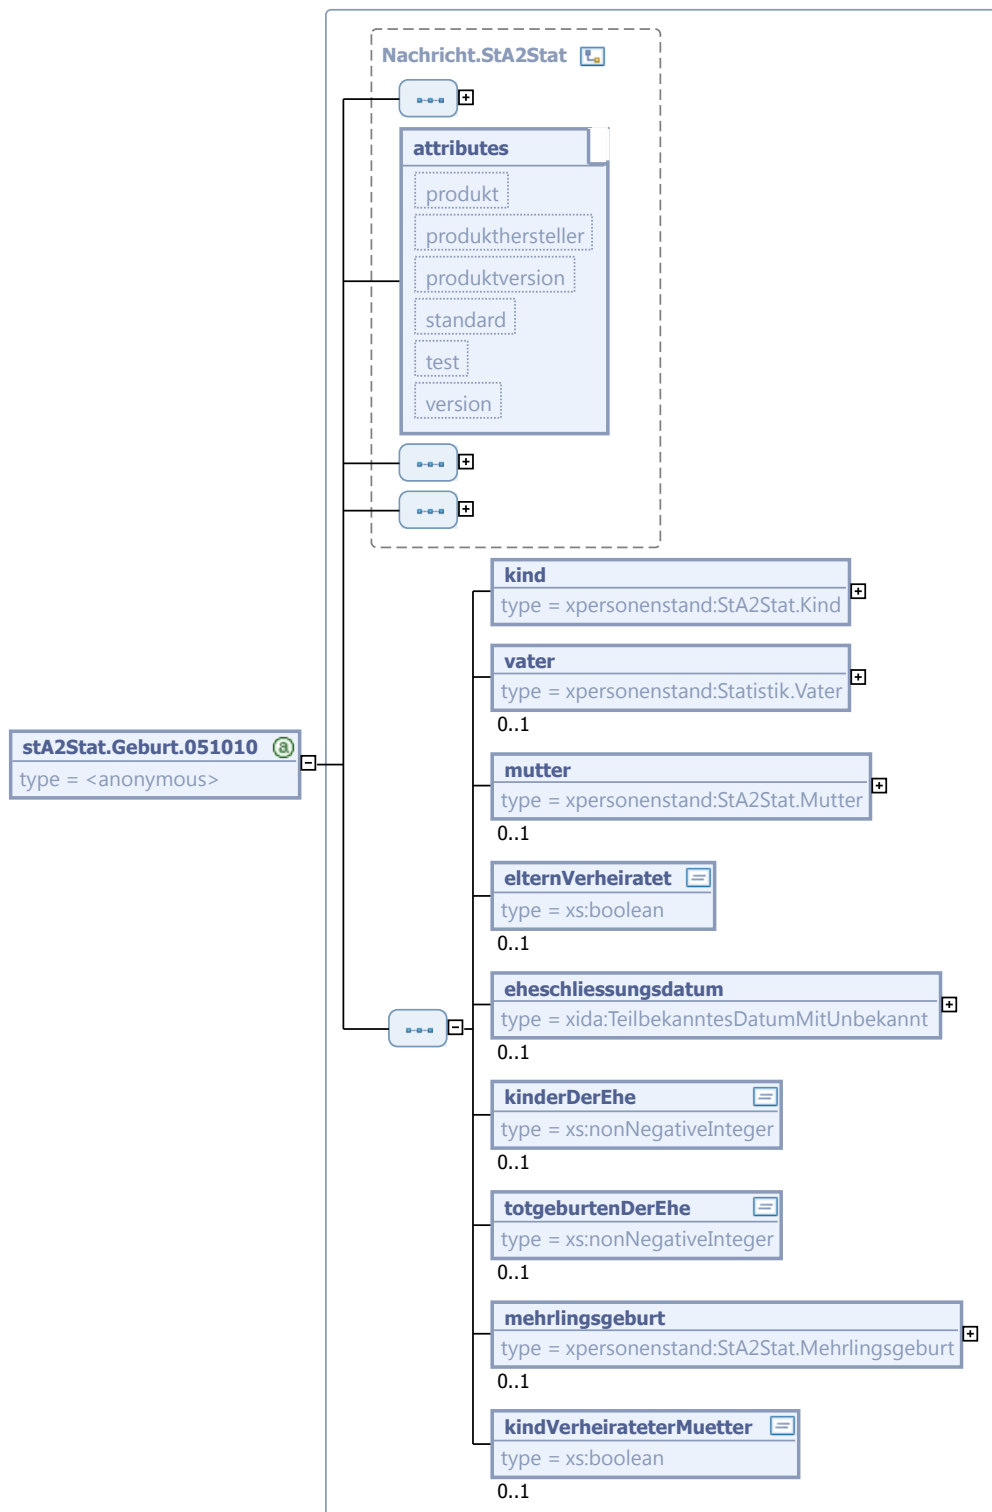 Nachricht.StA2Stat
attributes
produkt
produkthersteller
produktversion
standard
test
version
kind
type = xpersonenstand:StA2Stat.Kind
vater
type = xpersonenstand:Statistik.Vater
0..1
stA2Stat.Geburt.051010
type = <anonymous>
mutter
type = xpersonenstand:StA2Stat.Mutter
0..1
elternVerheiratet
type = xs:boolean
0..1
eheschliessungsdatum
type = xida:TeilbekanntesDatumMitUnbekannt
0..1
kinderDerEhe
type = xs:nonNegativeInteger
0..1
totgeburtenDerEhe
type = xs:nonNegativeInteger
0..1
mehrlingsgeburt
type = xpersonenstand:StA2Stat.Mehrlingsgeburt
0..1
kindVerheirateterMuetter
type = xs:boolean
0..1